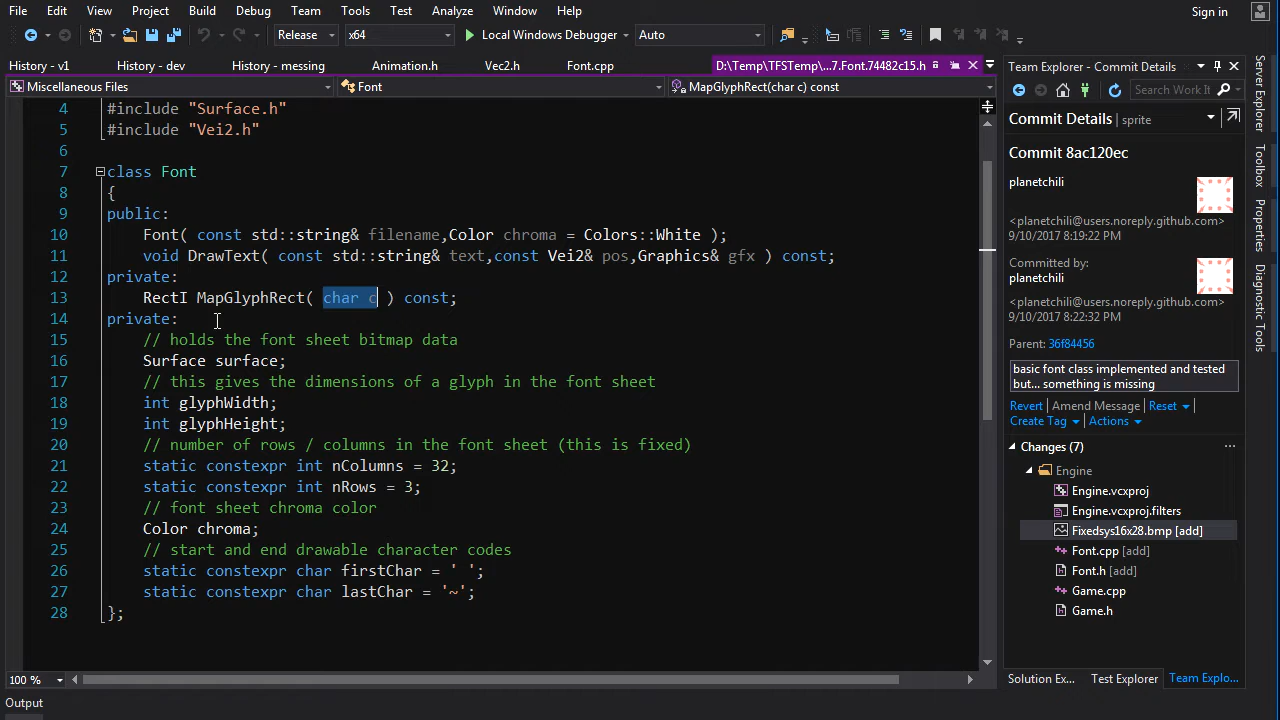 File Edit View Project Build Debug Team Tools Test Analyze Window Help Sign in
Release x64 Local Windows Debugger Auto
History - v1 History - dev History - messing Animation.h Vec2.h Font.cpp D:\Temp\TFSTemp\...7.Font.74482c15.h
Miscellaneous Files Font MapGlyphRect(char c) const
4 #include "Surface.h"
5 #include "Vei2.h"
6
7 class Font
8 {
9 public:
10 Font( const std::string& filename,Color chroma = Colors::White );
11 void DrawText( const std::string& text,const Vei2& pos,Graphics& gfx ) const;
12 private:
13 RectI MapGlyphRect( char c ) const;
14 private:
15 // holds the font sheet bitmap data
16 Surface surface;
17 // this gives the dimensions of a glyph in the font sheet
18 int glyphWidth;
19 int glyphHeight;
20 // number of rows / columns in the font sheet (this is fixed)
21 static constexpr int nColumns = 32;
22 static constexpr int nRows = 3;
23 // font sheet chroma color
24 Color chroma;
25 // start and end drawable character codes
26 static constexpr char firstChar = ' ';
27 static constexpr char lastChar = '~';
28 };
100 %
Output
Team Explorer - Commit Details
Search Work It
Commit Details | sprite
Commit 8ac120ec
planetchili
<planetchili@users.noreply.github.com>
9/10/2017 8:19:22 PM
Committed by:
planetchili
<planetchili@users.noreply.github.com>
9/10/2017 8:22:32 PM
Parent: 36f84456
basic font class implemented and tested
but... something is missing
Revert Amend Message Reset
Create Tag Actions
Changes (7)
Engine
Engine.vcxproj
Engine.vcxproj.filters
Fixedsys16x28.bmp [add]
Font.cpp [add]
Font.h [add]
Game.cpp
Game.h
Solution Ex... Test Explorer Team Explo...
Server Explorer
Toolbox
Properties
Diagnostic Tools